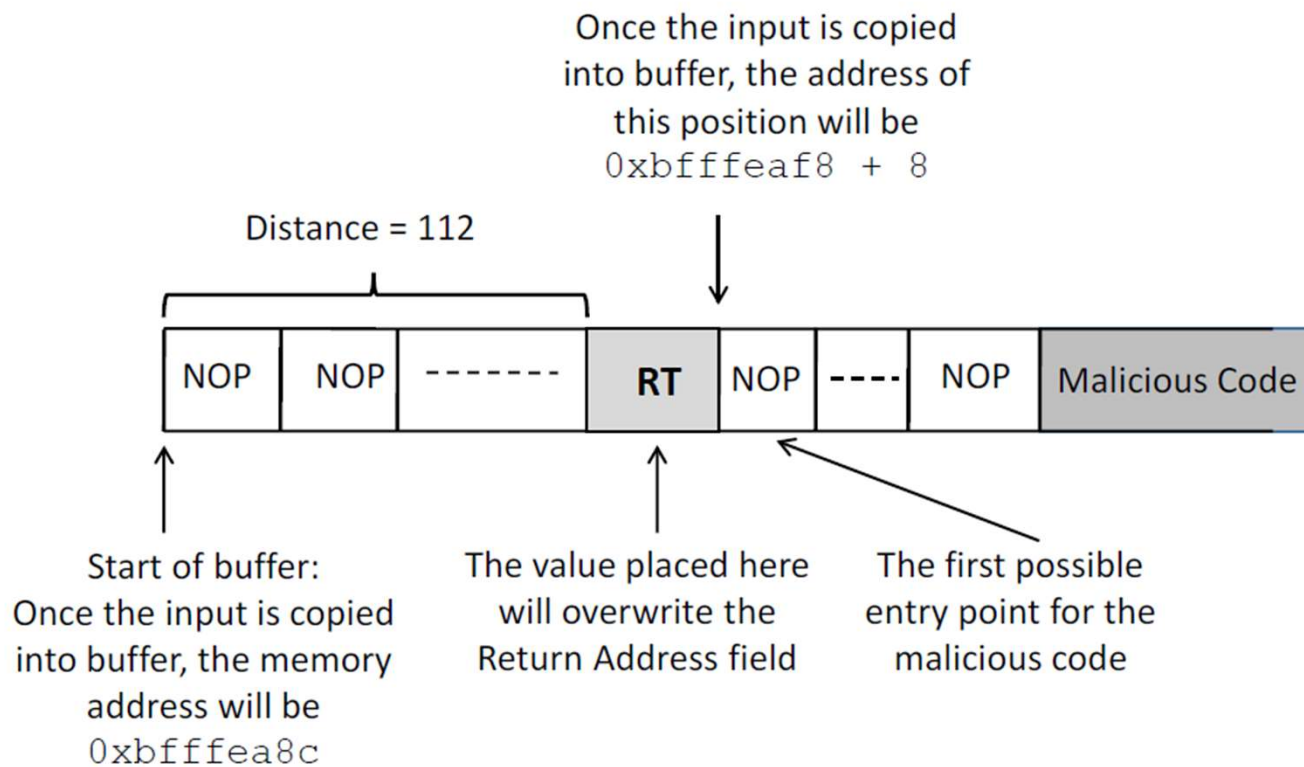 Once the input is copied
into buffer, the address of
this position will be
0xbfffeaf8 + 8
Distance = 112
NOP NOP -------- RT NOP ---- NOP Malicious Code
Start of buffer:
Once the input is copied
into buffer, the memory
address will be
0xbfffea8c
The value placed here
will overwrite the
Return Address field
The first possible
entry point for the
malicious code